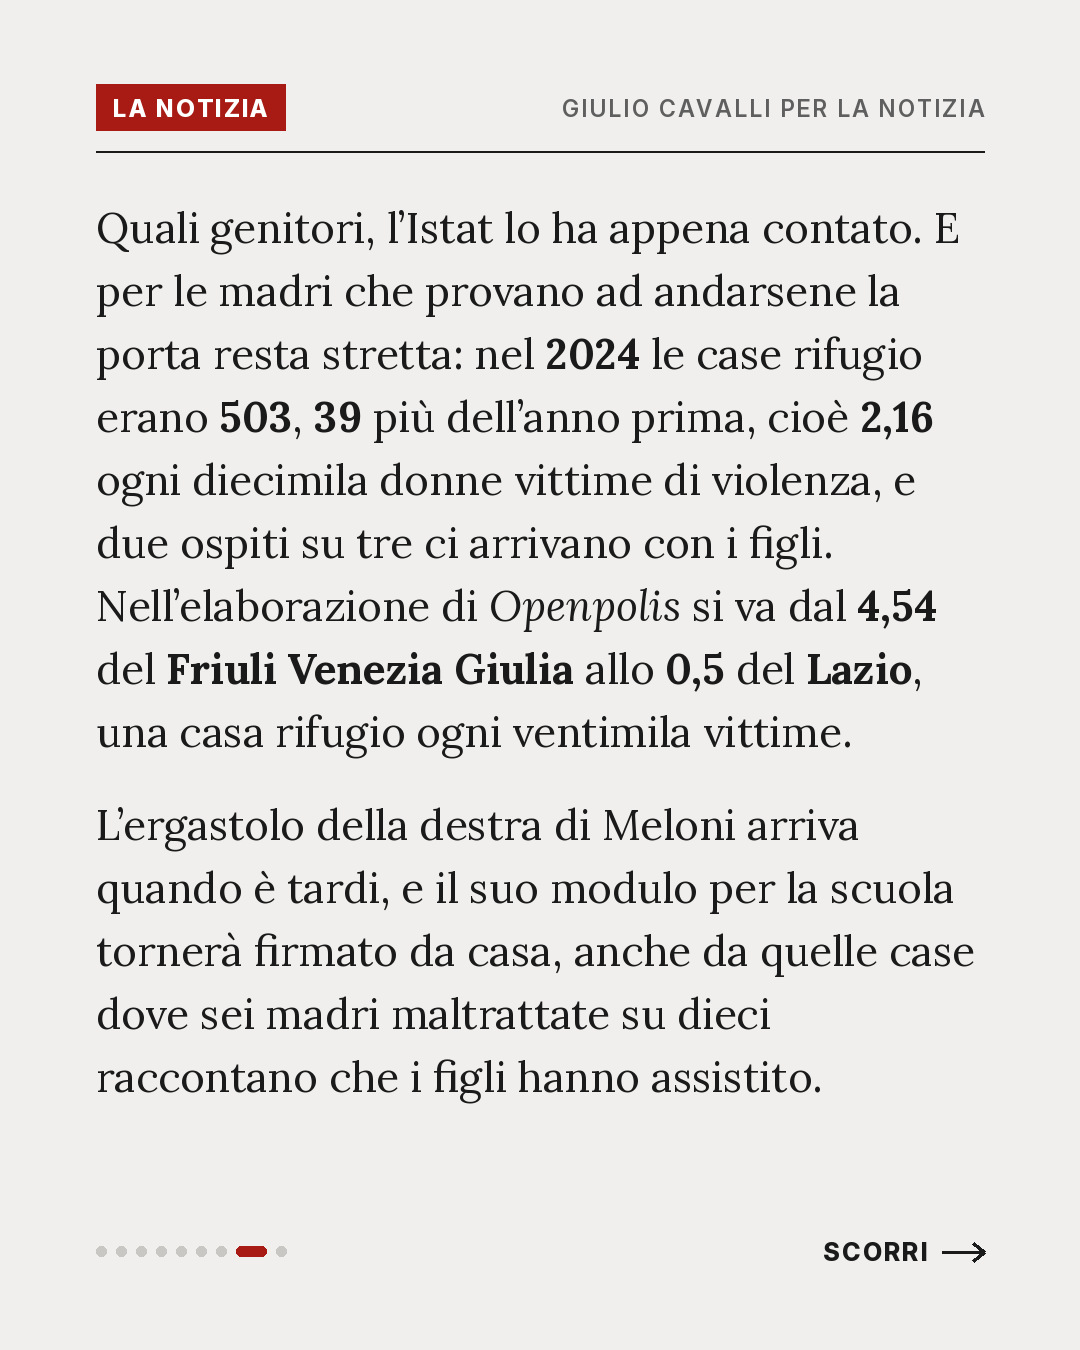 LA NOTIZIA
GIULIO CAVALLI PER LA NOTIZIA
Quali genitori, l’Istat lo ha appena contato. E
per le madri che provano ad andarsene la
porta resta stretta: nel 2024 le case rifugio
erano 503, 39 più dell’anno prima, cioè 2,16
ogni diecimila donne vittime di violenza, e
due ospiti su tre ci arrivano con i figli.
Nell’elaborazione di Openpolis si va dal 4,54
del Friuli Venezia Giulia allo 0,5 del Lazio,
una casa rifugio ogni ventimila vittime.
L’ergastolo della destra di Meloni arriva
quando è tardi, e il suo modulo per la scuola
tornerà firmato da casa, anche da quelle case
dove sei madri maltrattate su dieci
raccontano che i figli hanno assistito.
SCORRI